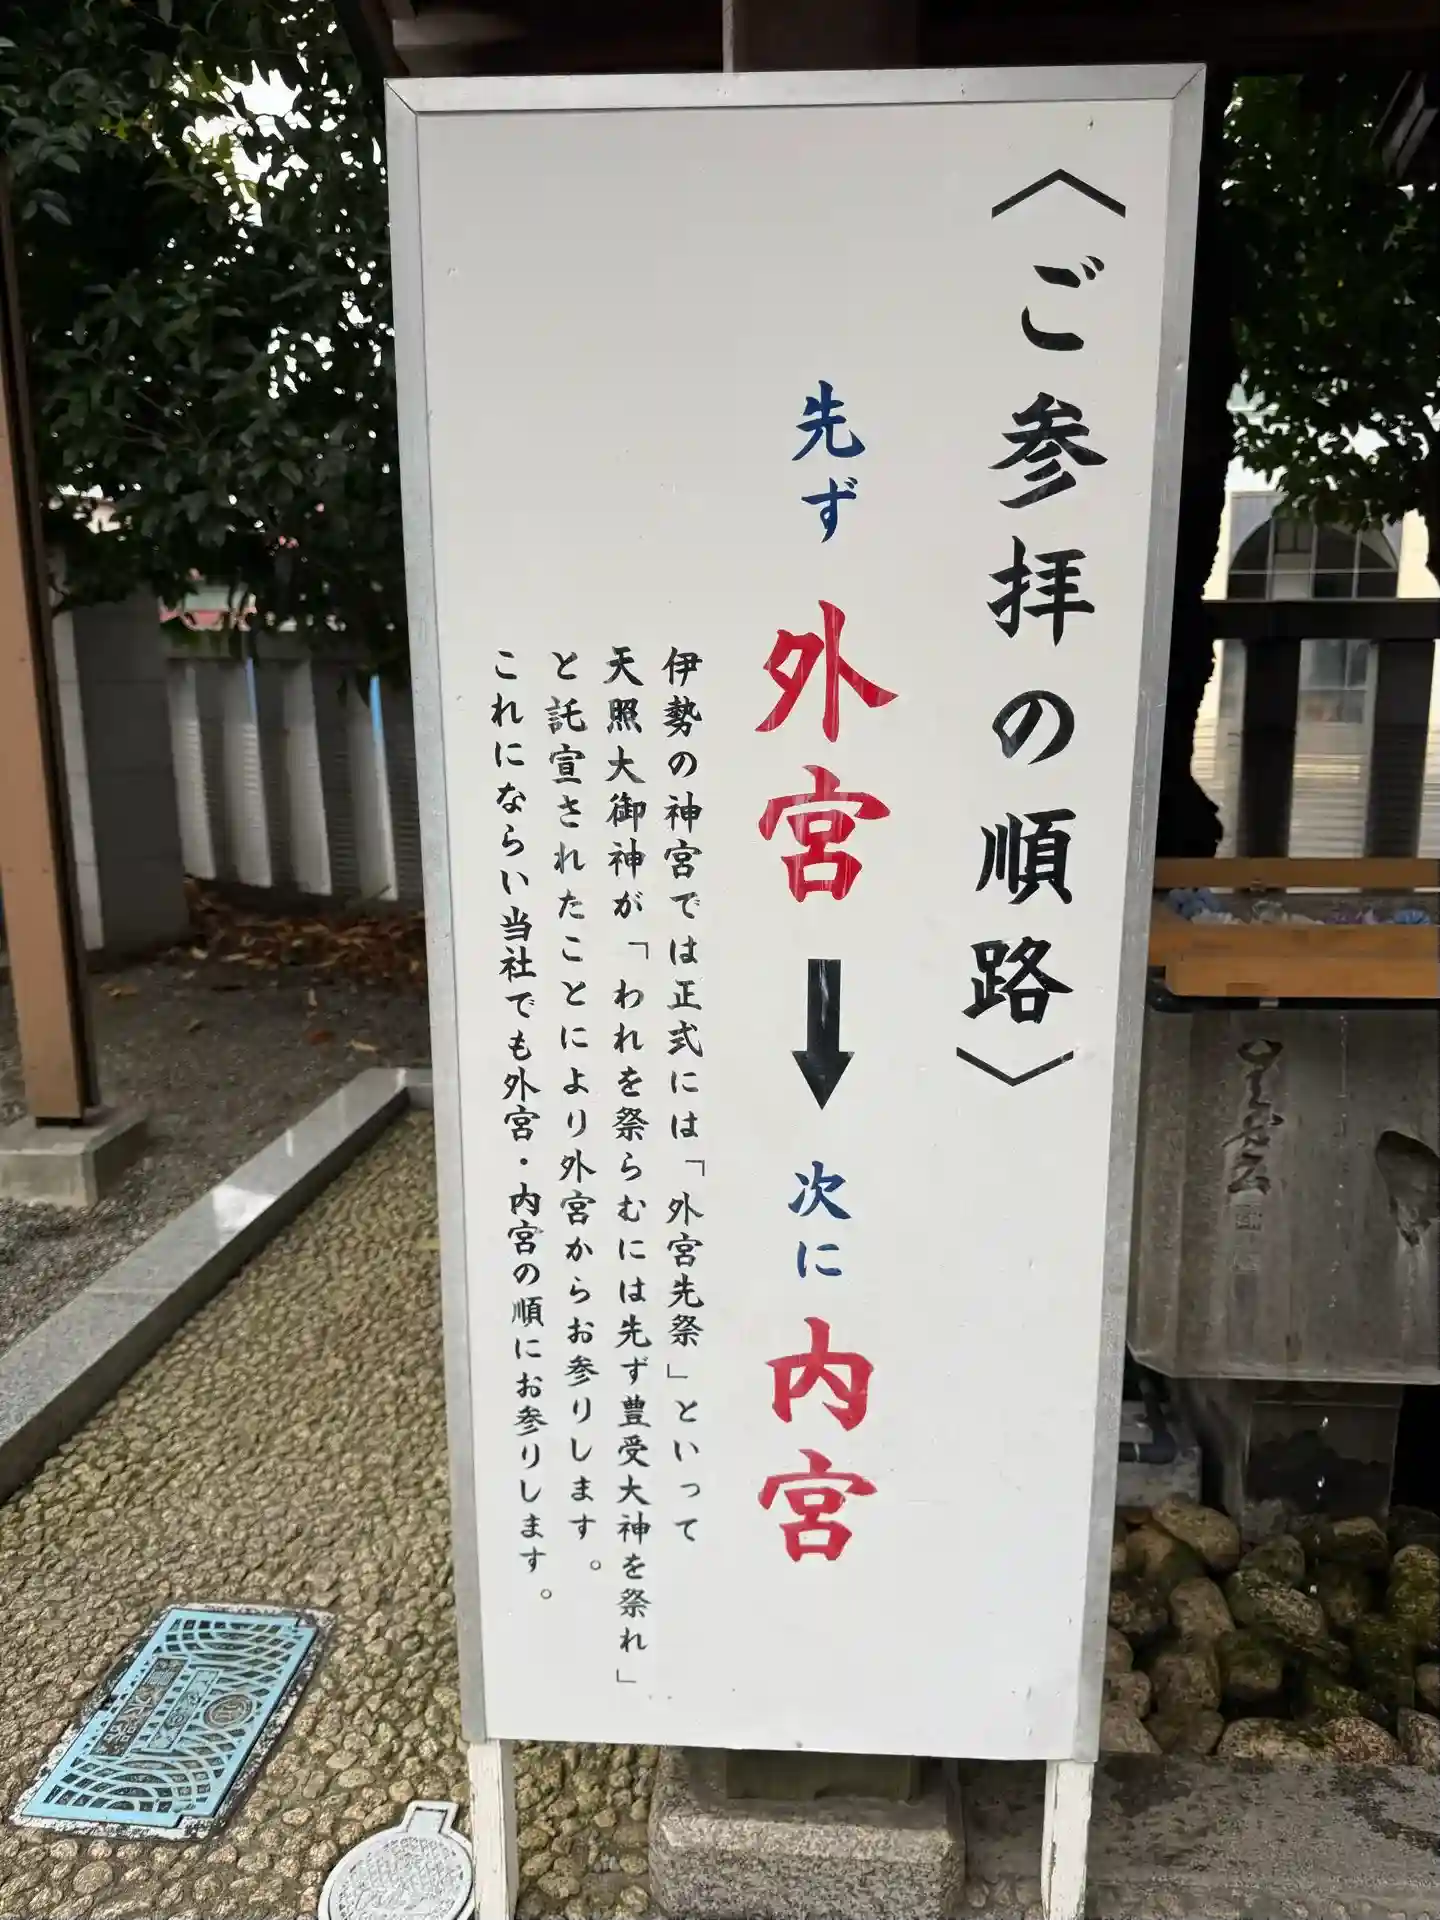 〈ご参拝の順路〉
先ず 外宮 ↓ 次に 内宮
伊勢の神宮では正式には「外宮先祭」といって
天照大御神が「われを祭らむには先ず豊受大神を祭れ」
と託宣されたことにより外宮からお参りします。
これにならい当社でも外宮・内宮の順にお参りします。